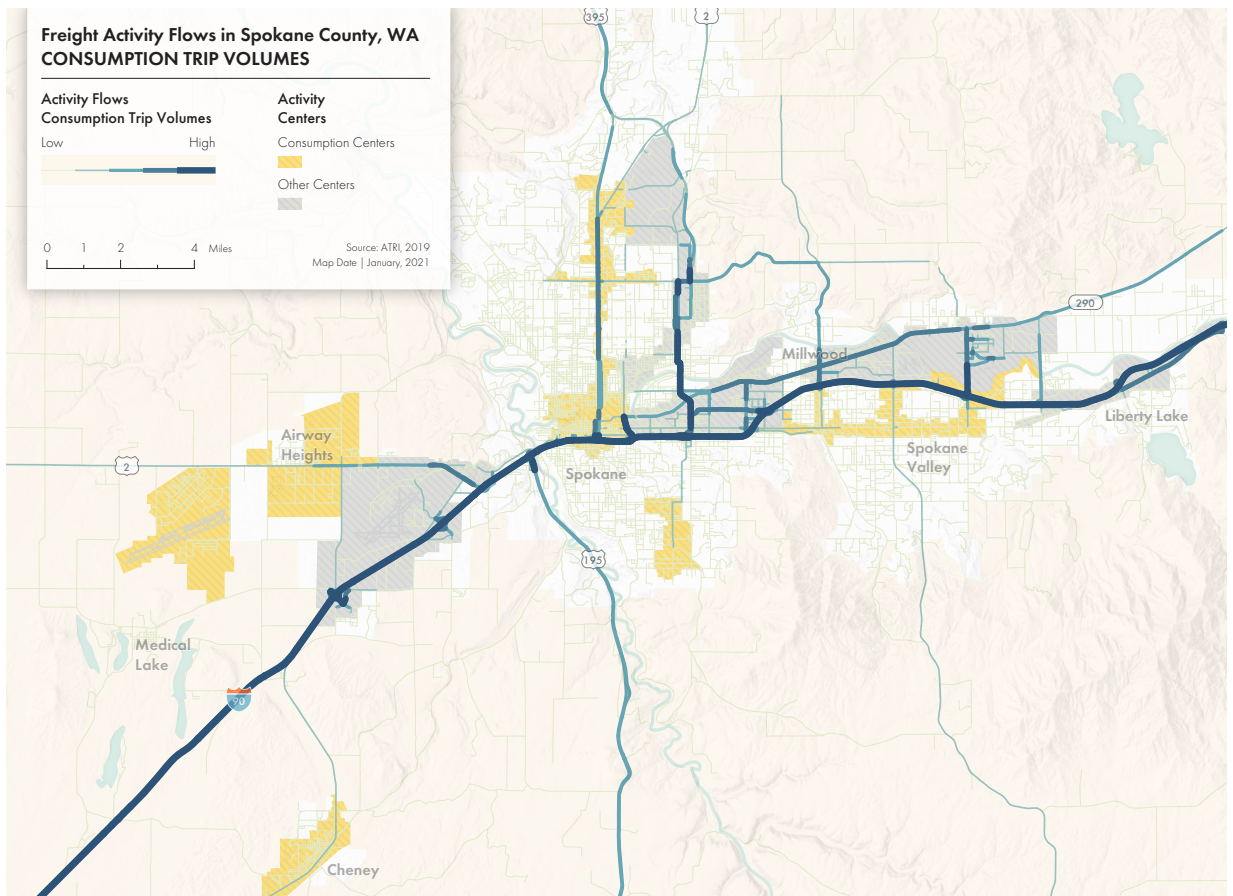 Freight Activity Flows in Spokane County, WA
CONSUMPTION TRIP VOLUMES
Activity Flows
Consumption Trip Volumes
Low High
Activity
Centers
Consumption Centers
Other Centers
0 1 2 4 Miles
Source: ATRI, 2019
Map Date | January, 2021
395
2
290
Millwood
Liberty Lake
Airway
Heights
Spokane
Valley
2
Spokane
195
Medical
Lake
90
Cheney